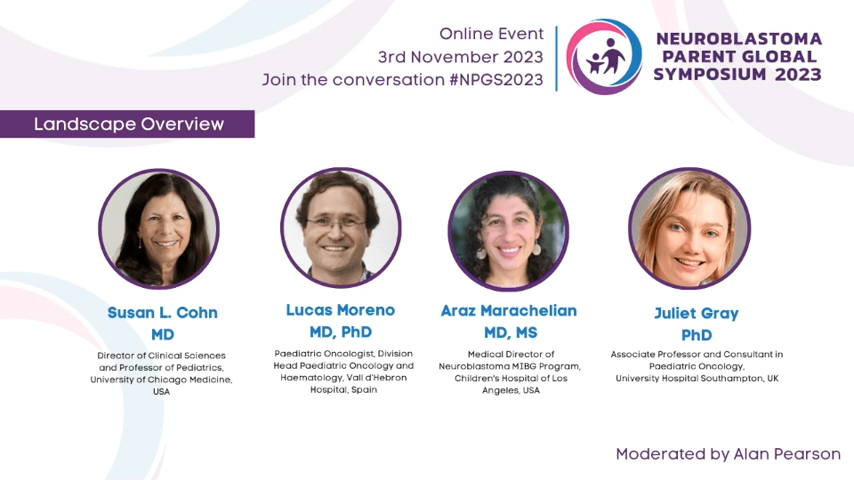 Online Event
3rd November 2023
Join the conversation #NPGS2023
NEUROBLASTOMA
PARENT GLOBAL
SYMPOSIUM 2023
Landscape Overview
Susan L. Cohn
MD
Director of Clinical Sciences
and Professor of Pediatrics,
University of Chicago Medicine,
USA
Lucas Moreno
MD, PhD
Paediatric Oncologist, Division
Head Paediatric Oncology and
Haematology, Vall d'Hebron
Hospital, Spain
Araz Marachelian
MD, MS
Medical Director of
Neuroblastoma MIBG Program,
Children's Hospital of Los
Angeles, USA
Juliet Gray
PhD
Associate Professor and Consultant in
Paediatric Oncology,
University Hospital Southampton, UK
Moderated by Alan Pearson